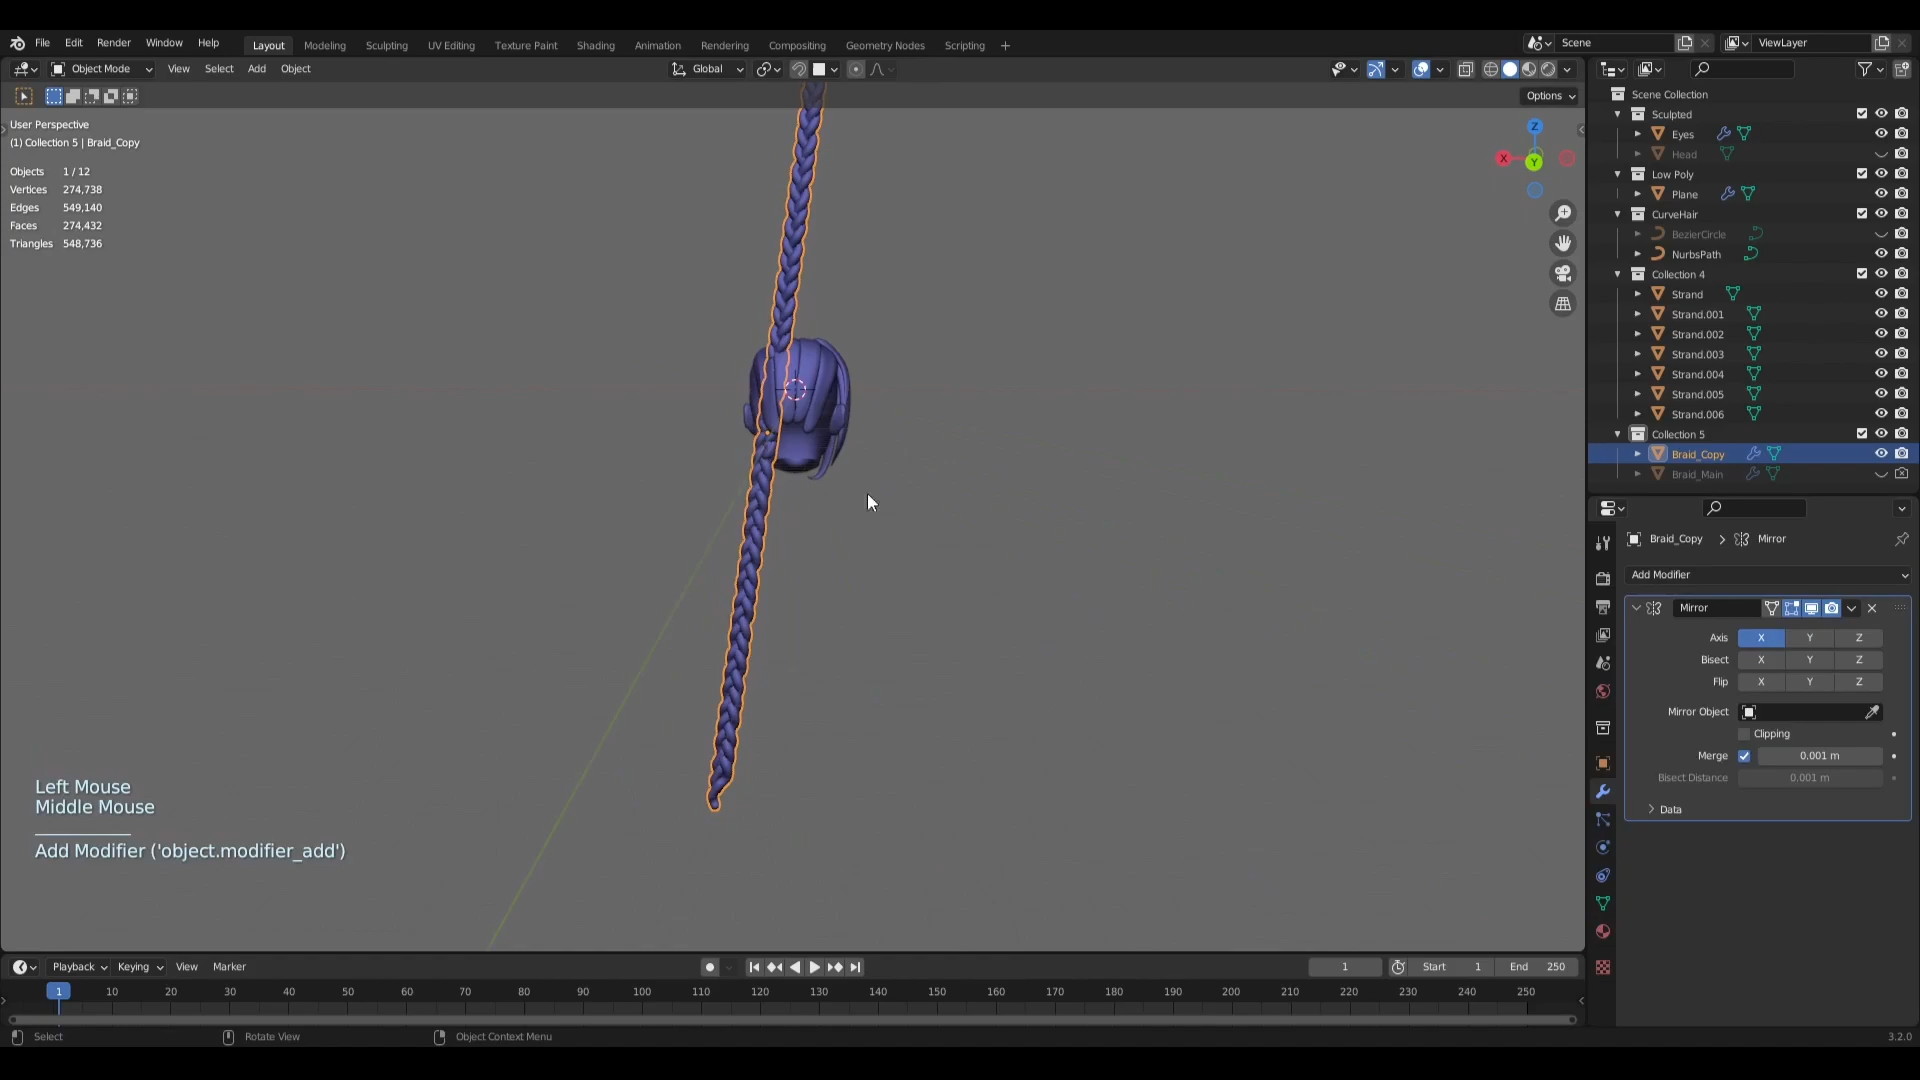 File Edit Render Window Help Layout Modeling Sculpting UV Editing Texture Paint Shading Animation Rendering Compositing Geometry Nodes Scripting + Scene ViewLayer
Object Mode View Select Add Object Global
Options
User Perspective
(1) Collection 5 | Braid_Copy
Objects 1 / 12
Vertices 274,738
Edges 549,140
Faces 274,432
Triangles 548,736
Z
X
Y
Scene Collection
Sculpted
Eyes
Head
Low Poly
Plane
CurveHair
BezierCircle
NurbsPath
Collection 4
Strand
Strand.001
Strand.002
Strand.003
Strand.004
Strand.005
Strand.006
Collection 5
Braid_Copy
Braid_Main
Braid_Copy > Mirror
Add Modifier
Mirror
Axis X Y Z
Bisect X Y Z
Flip X Y Z
Mirror Object
Clipping
Merge 0.001 m
Bisect Distance 0.001 m
Data
Left Mouse
Middle Mouse
Add Modifier ('object.modifier_add')
Playback Keying View Marker 1 Start 1 End 250
1 10 20 30 40 50 60 70 80 90 100 110 120 130 140 150 160 170 180 190 200 210 220 230 240 250
Select Rotate View Object Context Menu 3.2.0